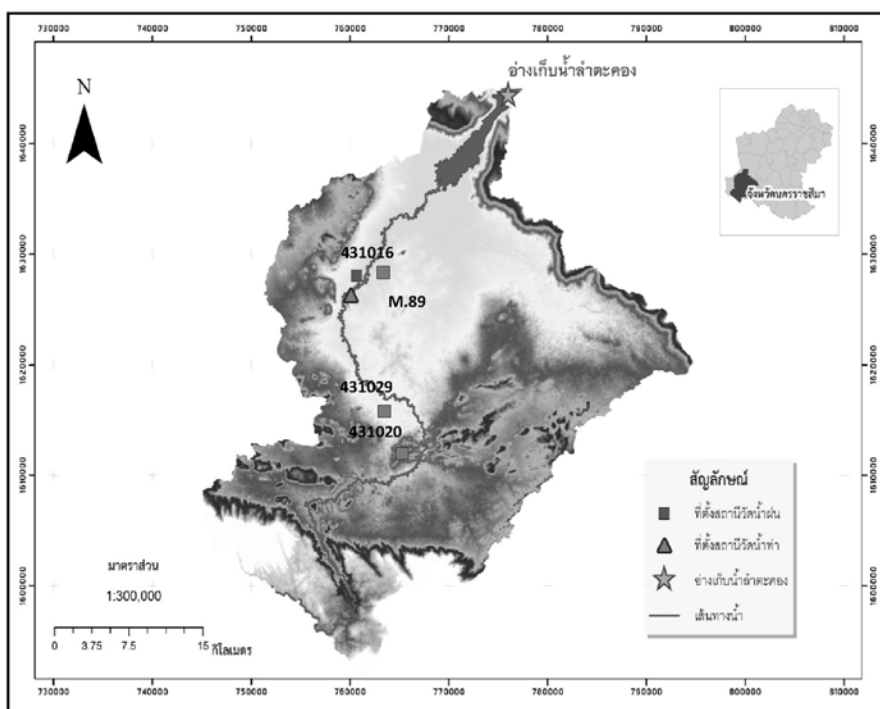 730000 740000 750000 760000 770000 780000 790000 800000 810000
อ่างเก็บน้ำลำตะคอง
N
1640000 1640000
จังหวัดนครราชสีมา
1630000 1630000
431016
M.89
1620000 1620000
431029
431020
1610000 1610000
สัญลักษณ์
ที่ตั้งสถานีวัดน้ำฝน
ที่ตั้งสถานีวัดน้ำท่า
อ่างเก็บน้ำลำตะคอง
เส้นทางน้ำ
1600000 1600000
มาตราส่วน
1:300,000
0 3.75 7.5 15
กิโลเมตร
730000 740000 750000 760000 770000 780000 790000 800000 810000